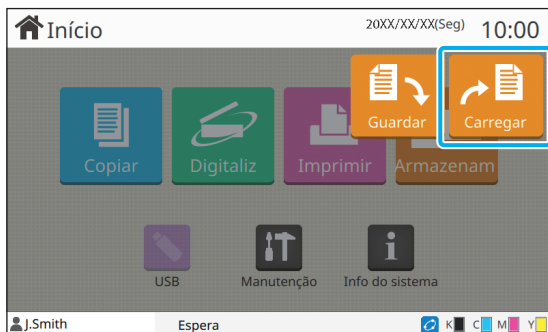 Início
20XX/XX/XX(Seg) 10:00
Guardar Carregar
Copiar Digitaliz Imprimir Armazenam
USB Manutenção Info do sistema
J.Smith Espera K C M Y